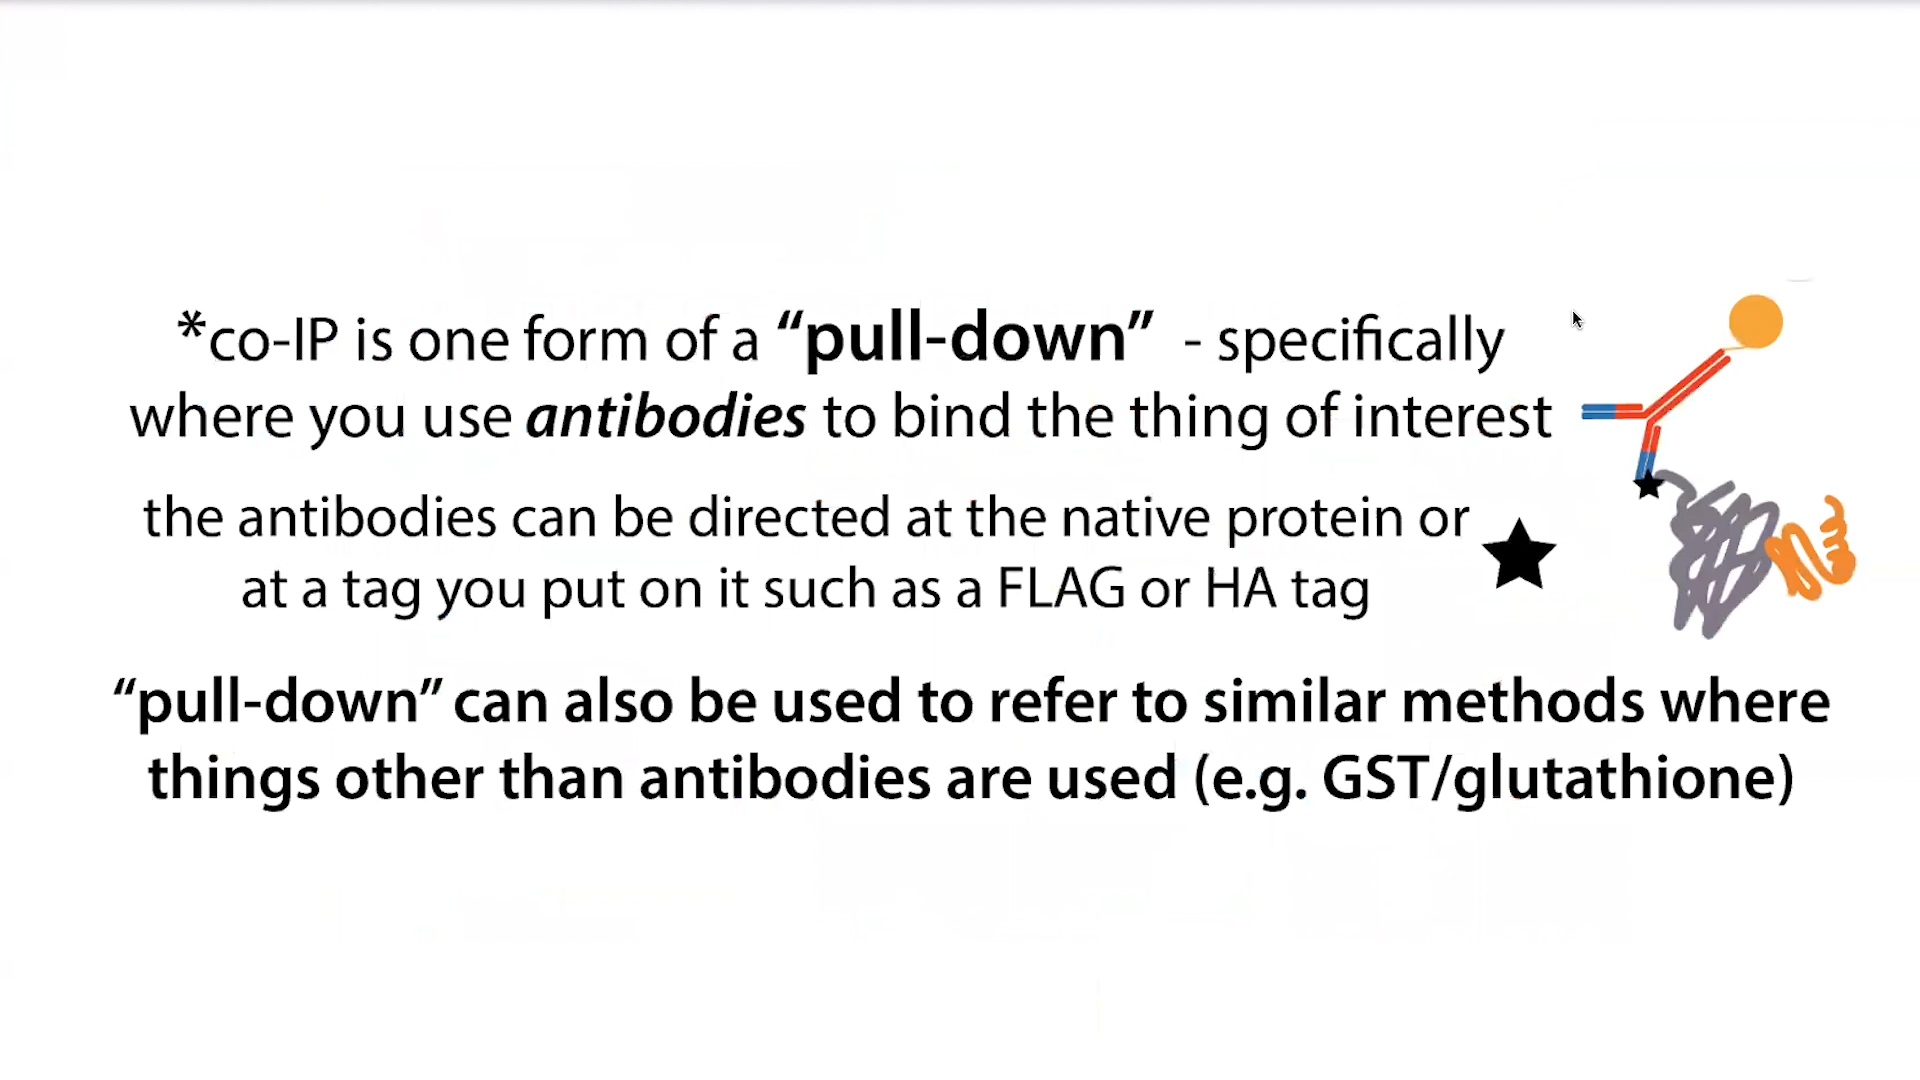 *co-IP is one form of a “pull-down” - specifically
where you use antibodies to bind the thing of interest
the antibodies can be directed at the native protein or
at a tag you put on it such as a FLAG or HA tag
“pull-down” can also be used to refer to similar methods where
things other than antibodies are used (e.g. GST/glutathione)